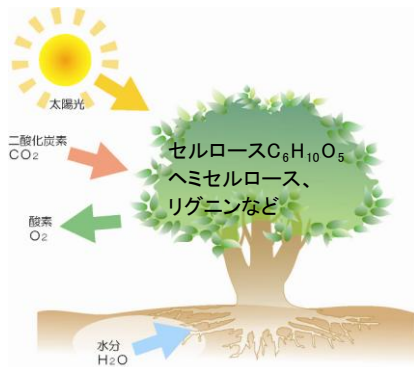 太陽光
二酸化炭素
CO₂
セルロースC₆H₁₀O₅
ヘミセルロース、
リグニンなど
酸素
O₂
水分
H₂O